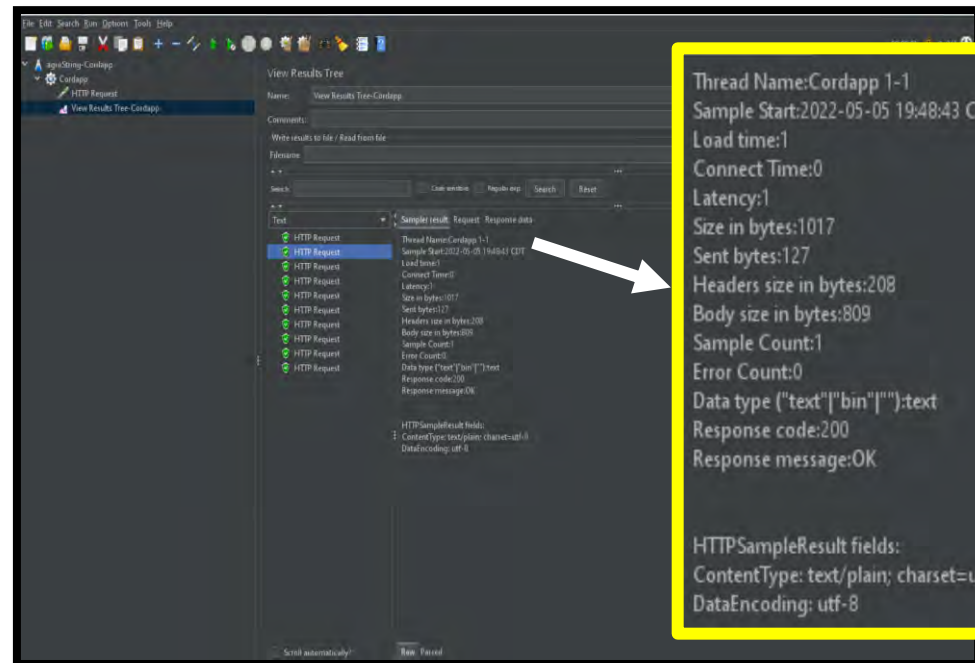 File Edit Search Run Options Tools Help
Cordapp
HTTP Request
View Results Tree-Cordapp
View Results Tree
Name: View Results Tree-Cordapp
Comments:
Write results to file / Read from file
Filename
Search Case sensitive Regular exp. Search Reset
Text
HTTP Request
HTTP Request
HTTP Request
HTTP Request
HTTP Request
HTTP Request
HTTP Request
HTTP Request
HTTP Request
HTTP Request
Sampler result Request Response data
Thread Name:Cordapp 1-1
Sample Start:2022-05-05 19:48:43 CDT
Load time:1
Connect Time:0
Latency:1
Size in bytes:1017
Sent bytes:127
Headers size in bytes:208
Body size in bytes:809
Sample Count:1
Error Count:0
Data type ("text"|"bin"|""):text
Response code:200
Response message:OK
HTTPSampleResult fields:
ContentType: text/plain; charset=utf-8
DataEncoding: utf-8
Scroll automatically?
Raw Parsed
Thread Name:Cordapp 1-1
Sample Start:2022-05-05 19:48:43 C
Load time:1
Connect Time:0
Latency:1
Size in bytes:1017
Sent bytes:127
Headers size in bytes:208
Body size in bytes:809
Sample Count:1
Error Count:0
Data type ("text"|"bin"|""):text
Response code:200
Response message:OK
HTTPSampleResult fields:
ContentType: text/plain; charset=u
DataEncoding: utf-8